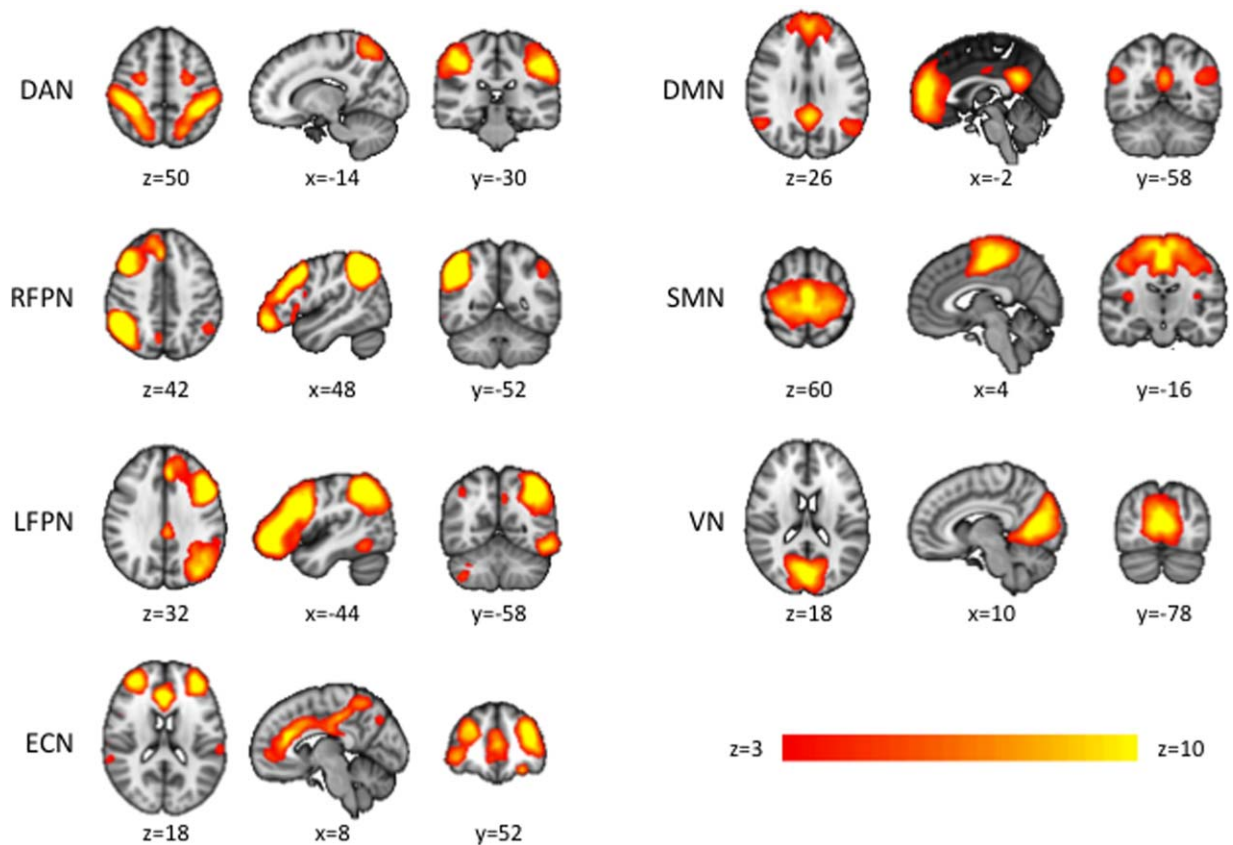 DAN
z=50 x=-14 y=-30
DMN
z=26 x=-2 y=-58
RFPN
z=42 x=48 y=-52
SMN
z=60 x=4 y=-16
LFPN
z=32 x=-44 y=-58
VN
z=18 x=10 y=-78
ECN
z=18 x=8 y=52
z=3 z=10